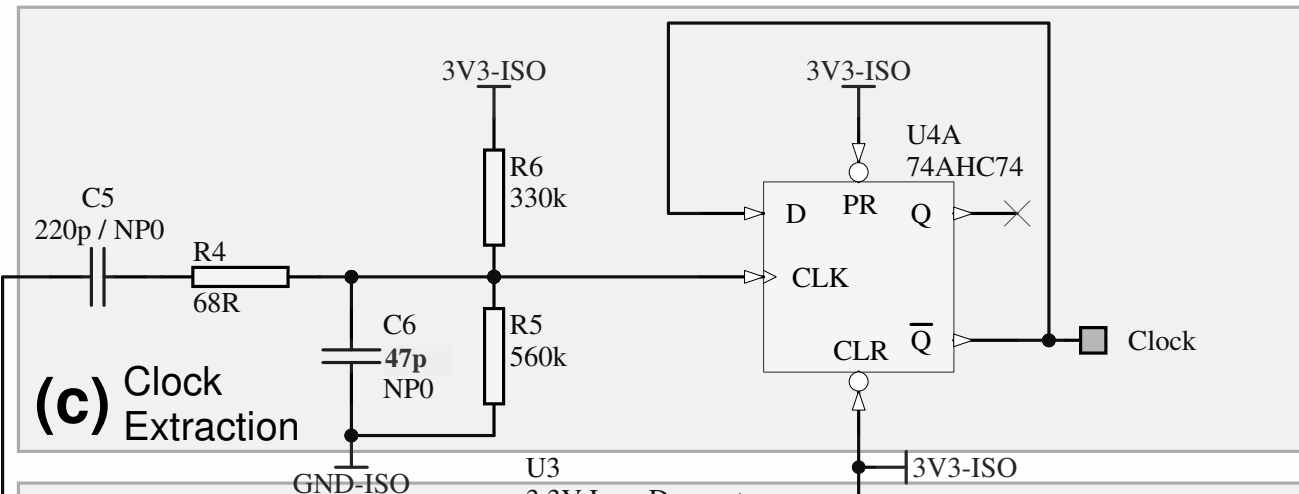 3V3-ISO
3V3-ISO
U4A
74AHC74
R6
330k
C5
220p / NP0
D
PR
Q
R4
CLK
68R
C6
47p
NP0
R5
560k
CLR
Q
Clock
(c) Clock
Extraction
U3
3V3-ISO
GND-ISO